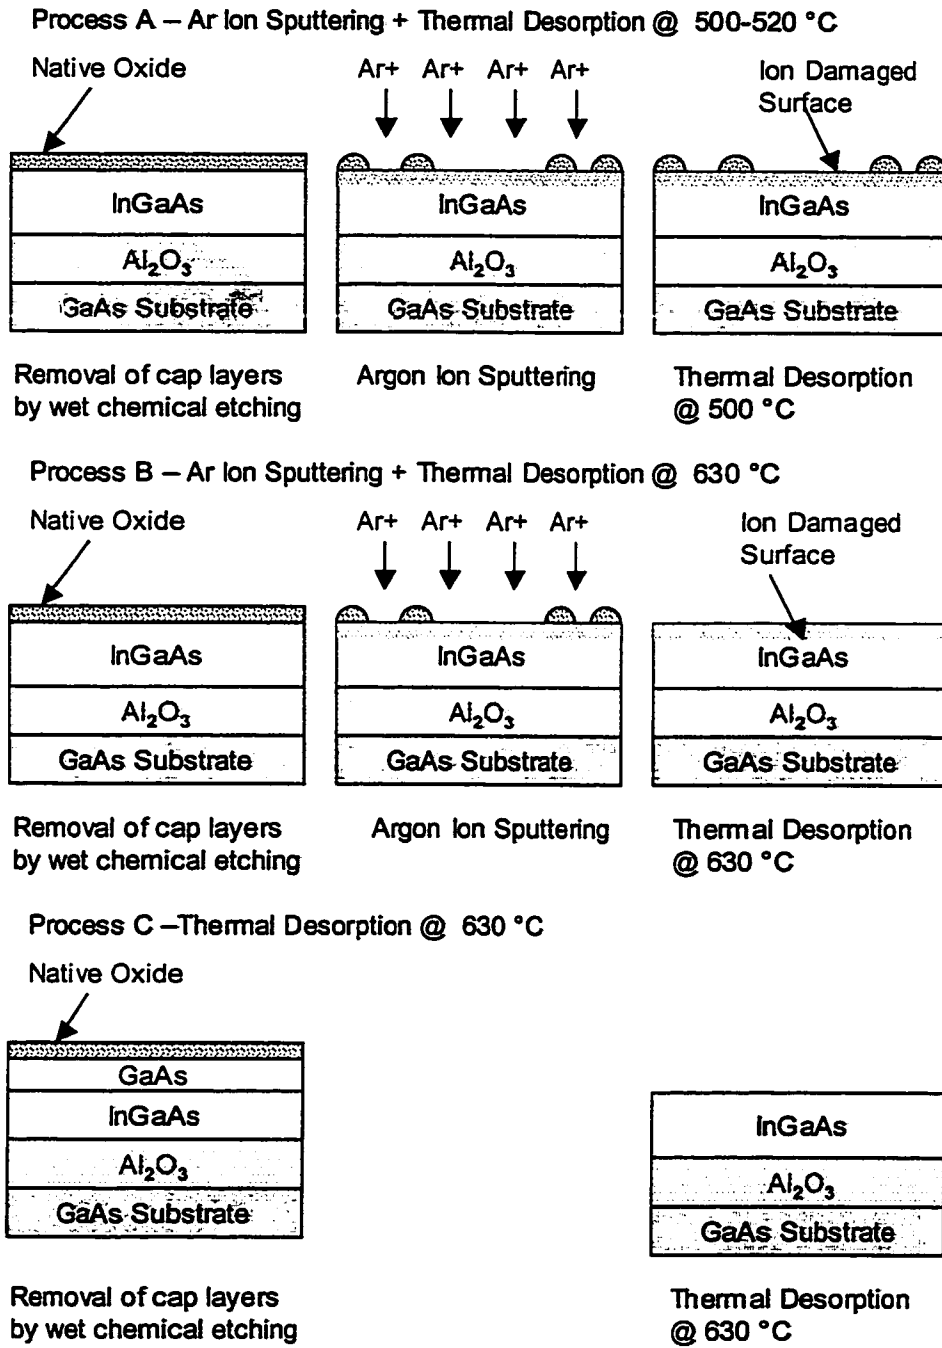 Process A – Ar Ion Sputtering + Thermal Desorption @ 500-520 °C
Native Oxide
Ar+ Ar+ Ar+ Ar+
Ion Damaged
Surface
InGaAs
Al₂O₃
GaAs Substrate
InGaAs
Al₂O₃
GaAs Substrate
InGaAs
Al₂O₃
GaAs Substrate
Removal of cap layers
by wet chemical etching
Argon Ion Sputtering
Thermal Desorption
@ 500 °C
Process B – Ar Ion Sputtering + Thermal Desorption @ 630 °C
Native Oxide
Ar+ Ar+ Ar+ Ar+
Ion Damaged
Surface
InGaAs
Al₂O₃
GaAs Substrate
InGaAs
Al₂O₃
GaAs Substrate
InGaAs
Al₂O₃
GaAs Substrate
Removal of cap layers
by wet chemical etching
Argon Ion Sputtering
Thermal Desorption
@ 630 °C
Process C –Thermal Desorption @ 630 °C
Native Oxide
GaAs
InGaAs
Al₂O₃
GaAs Substrate
InGaAs
Al₂O₃
GaAs Substrate
Removal of cap layers
by wet chemical etching
Thermal Desorption
@ 630 °C